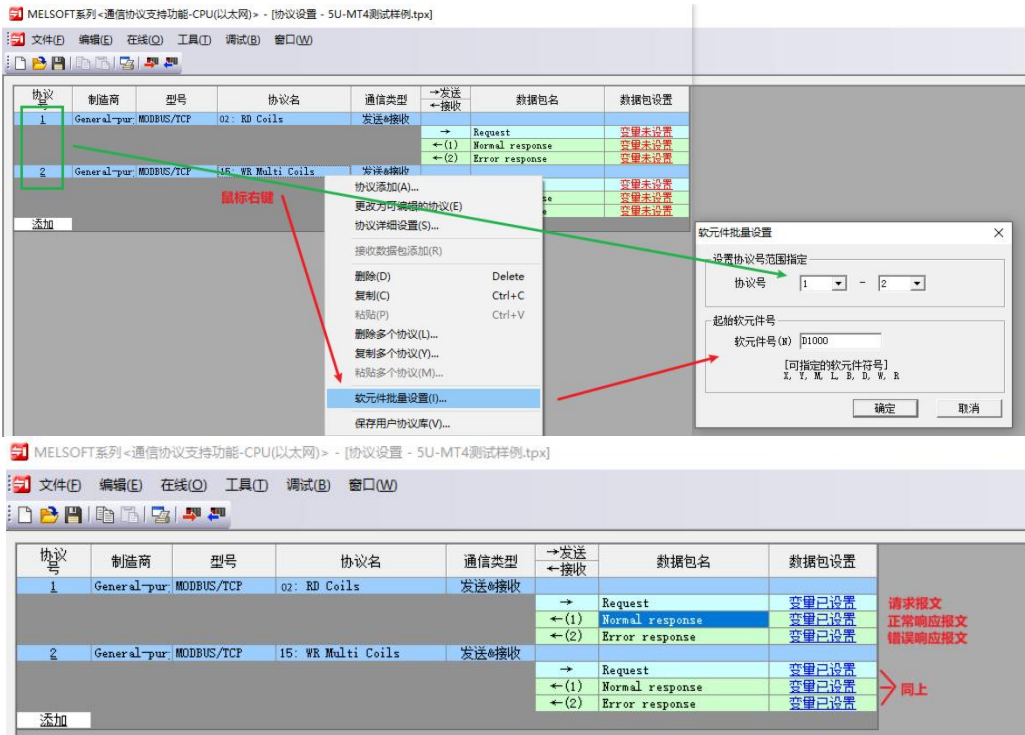 MELSOFT系列<通信协议支持功能-CPU(以太网)> - [协议设置 - 5U-MT4测试样例.tpx]
文件(F) 编辑(E) 在线(O) 工具(T) 调试(B) 窗口(W)
协议号 制造商 型号 协议名 通信类型 →发送 ←接收 数据包名 数据包设置
1 General-pur; MODBUS/TCP 02: RD Coils 发送&接收
→ Request 变量未设置
←(1) Normal response 变量未设置
←(2) Error response 变量未设置
2 General-pur; MODBUS/TCP 15: WR Multi Coils 发送&接收
变量未设置
se 变量未设置
e 变量未设置
添加
鼠标右键
协议添加(A)...
更改为可编辑的协议(E)
协议详细设置(S)...
接收数据包添加(R)
删除(D) Delete
复制(C) Ctrl+C
粘贴(P) Ctrl+V
删除多个协议(L)...
复制多个协议(Y)...
粘贴多个协议(M)...
软元件批量设置(I)...
保存用户协议库(V)...
软元件批量设置
设置协议号范围指定
协议号 1 - 2
起始软元件号
软元件号(N) D1000
[可指定的软元件符号]
X, Y, M, L, B, D, W, R
确定 取消
MELSOFT系列<通信协议支持功能-CPU(以太网)> - [协议设置 - 5U-MT4测试样例.tpx]
文件(F) 编辑(E) 在线(O) 工具(T) 调试(B) 窗口(W)
协议号 制造商 型号 协议名 通信类型 →发送 ←接收 数据包名 数据包设置
1 General-pur; MODBUS/TCP 02: RD Coils 发送&接收
→ Request 变量已设置 请求报文
←(1) Normal response 变量已设置 正常响应报文
←(2) Error response 变量已设置 错误响应报文
2 General-pur; MODBUS/TCP 15: WR Multi Coils 发送&接收
→ Request 变量已设置
←(1) Normal response 变量已设置 同上
←(2) Error response 变量已设置
添加